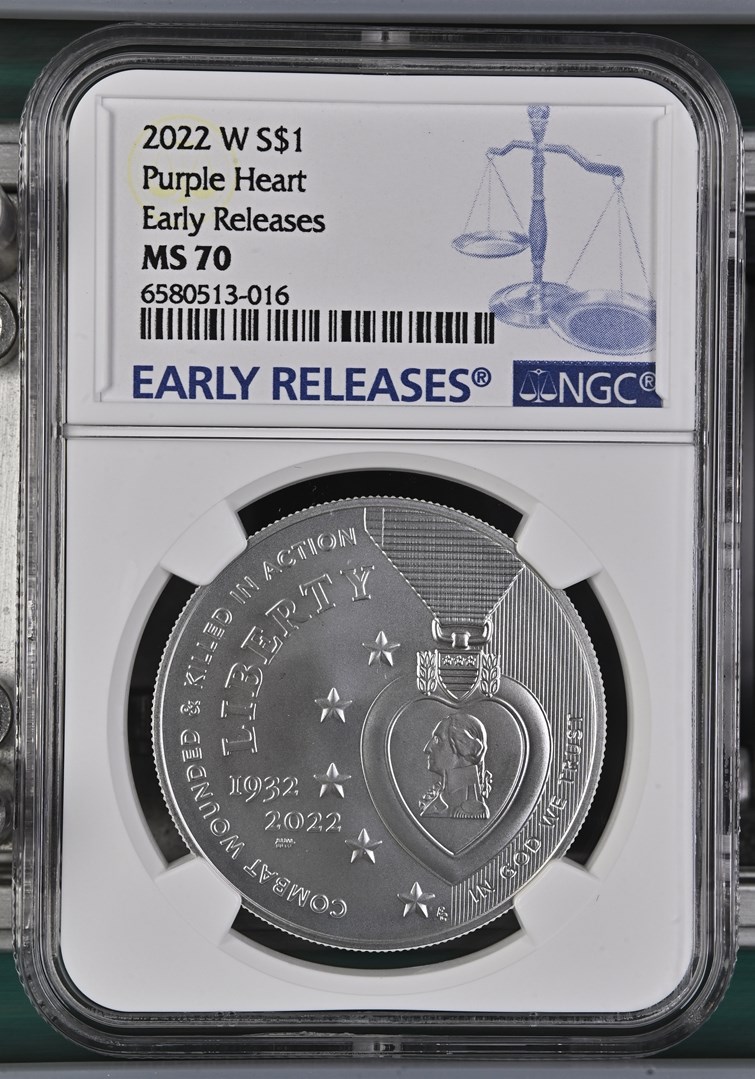 2022 W S$1
Purple Heart
Early Releases
MS 70
6580513-016
EARLY RELEASES®
NGC®
COMBAT WOUNDED & KILLED IN ACTION
LIBERTY
1932
2022
IN GOD WE TRUST